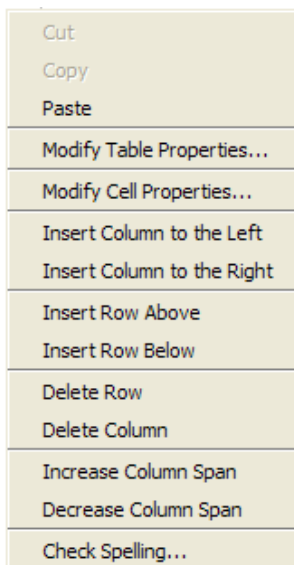 Cut
Copy
Paste
Modify Table Properties...
Modify Cell Properties...
Insert Column to the Left
Insert Column to the Right
Insert Row Above
Insert Row Below
Delete Row
Delete Column
Increase Column Span
Decrease Column Span
Check Spelling...